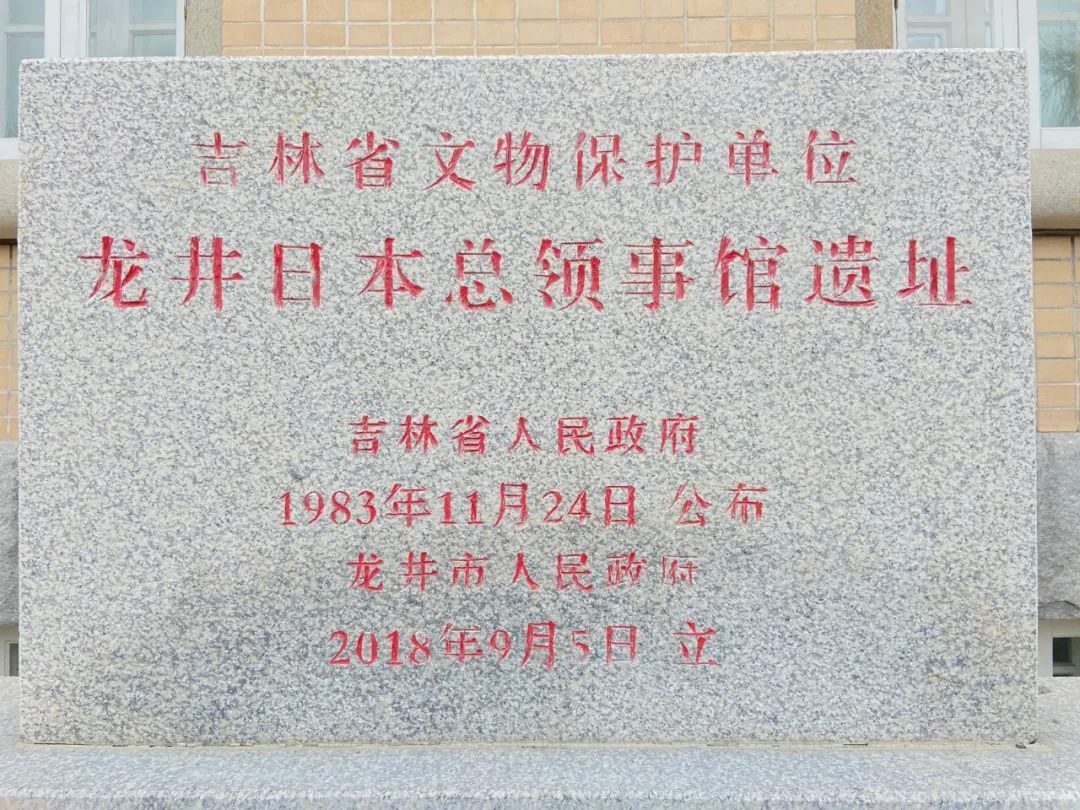 吉林省文物保护单位
龙井日本总领事馆遗址
吉林省人民政府
1983年11月24日 公布
龙井市人民政府
2018年9月5日 立